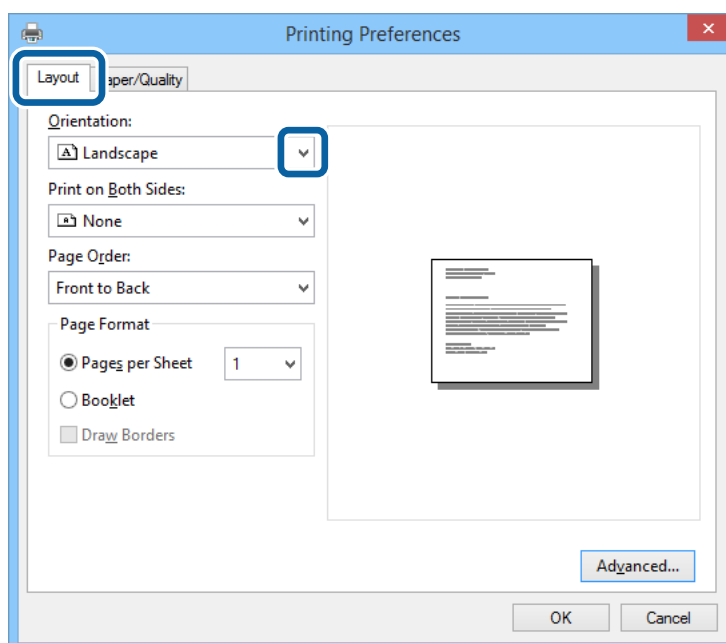 Printing Preferences
Layout
aper/Quality
Orientation:
Landscape
Print on Both Sides:
None
Page Order:
Front to Back
Page Format
Pages per Sheet
1
Booklet
Draw Borders
Advanced...
OK
Cancel